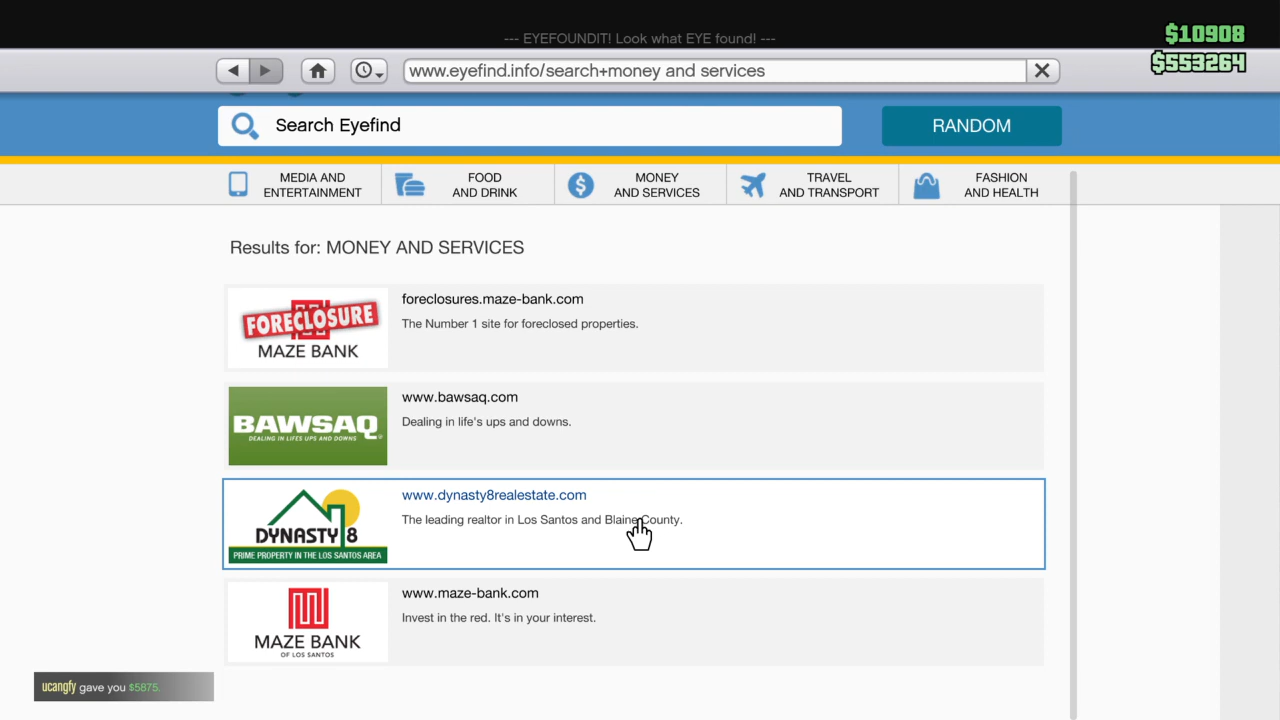 --- EYEFOUNDIT! Look what EYE found! ---
$10908
$553264
www.eyefind.info/search+money and services
Search Eyefind
RANDOM
MEDIA AND
ENTERTAINMENT
FOOD
AND DRINK
MONEY
AND SERVICES
TRAVEL
AND TRANSPORT
FASHION
AND HEALTH
Results for: MONEY AND SERVICES
FORECLOSURE
MAZE BANK
foreclosures.maze-bank.com
The Number 1 site for foreclosed properties.
BAWSAQ
DEALING IN LIFES UPS AND DOWNS
www.bawsaq.com
Dealing in life's ups and downs.
DYNASTY 8
PRIME PROPERTY IN THE LOS SANTOS AREA
www.dynasty8realestate.com
The leading realtor in Los Santos and Blaine County.
MAZE BANK
OF LOS SANTOS
www.maze-bank.com
Invest in the red. It's in your interest.
ucangfy gave you $5875.